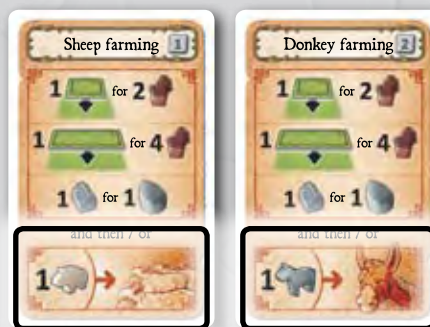 Sheep farming 1
1 for 2
1 for 4
1 for 1
and then / or
1
Donkey farming 2
1 for 2
1 for 4
1 for 1
and then / or
1